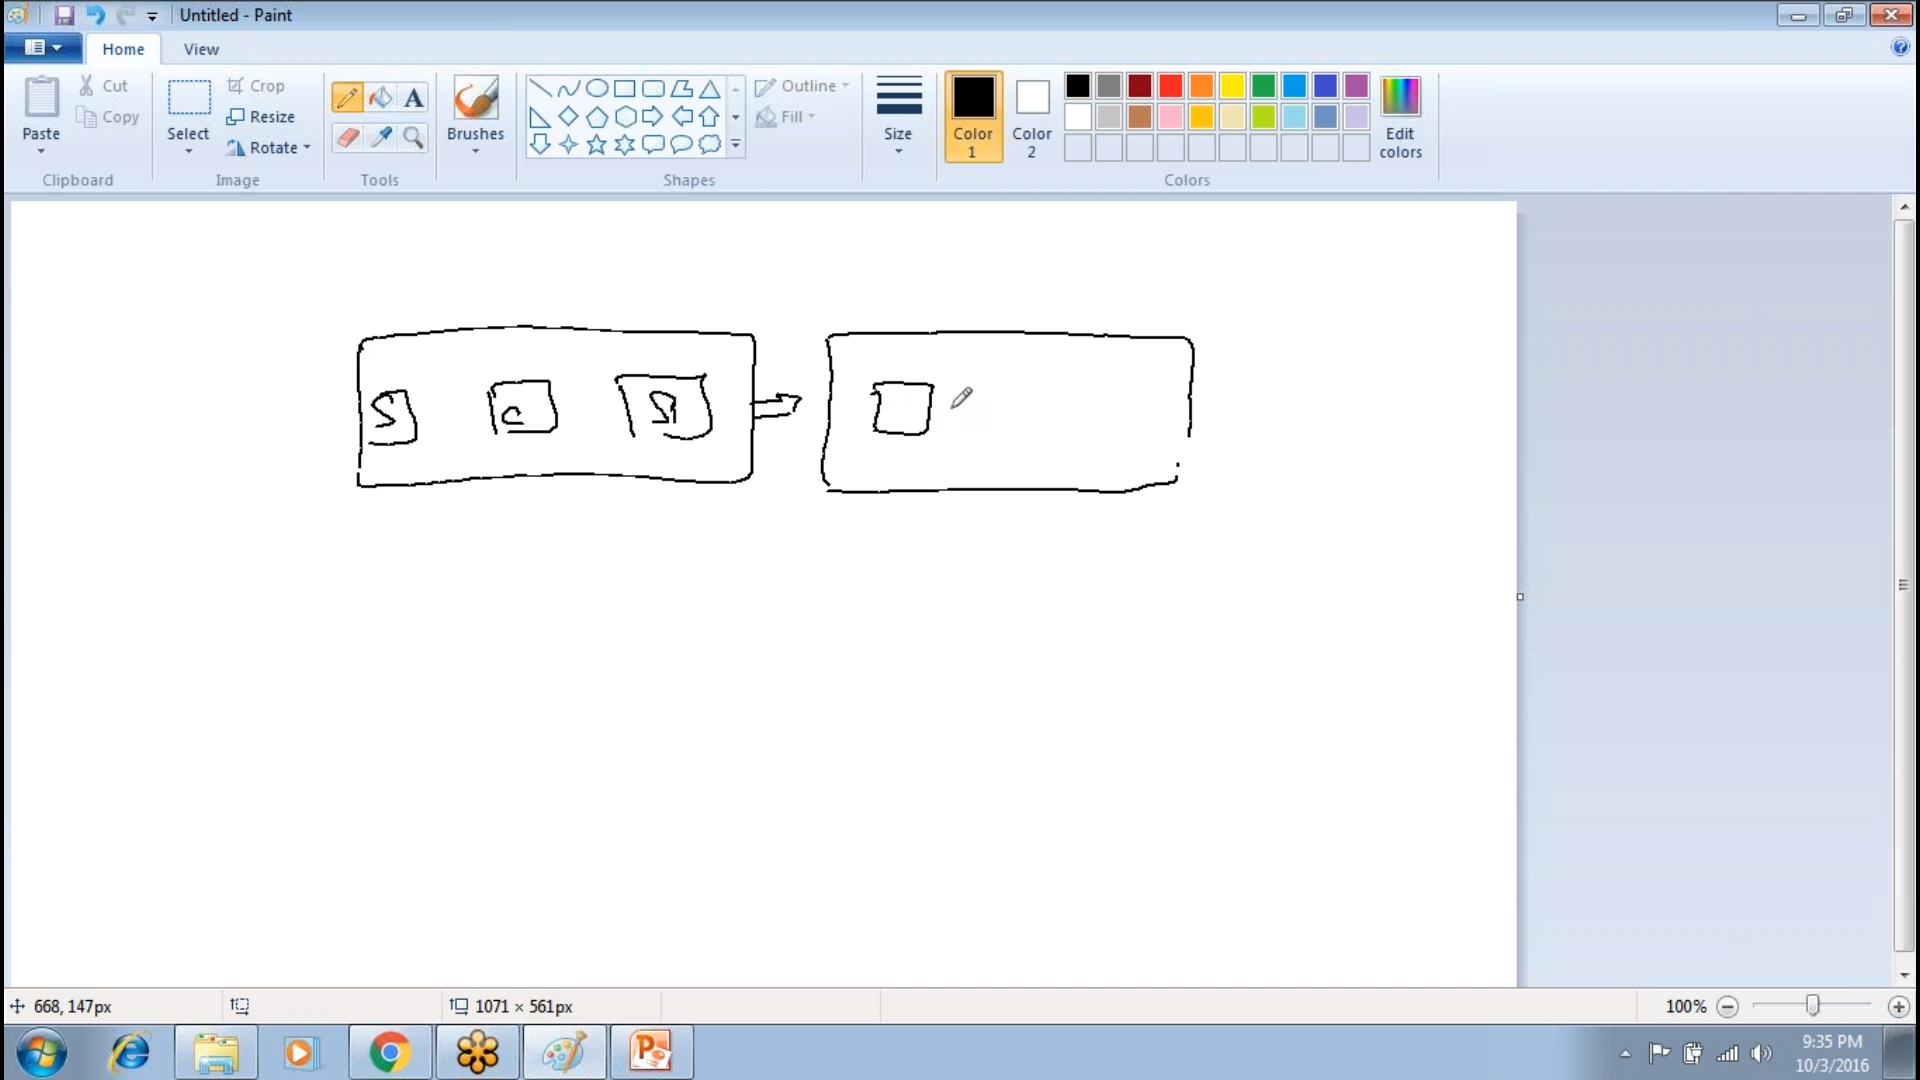 Untitled - Paint
Home View
Paste
Cut
Copy
Clipboard
Select
Crop
Resize
Rotate
Image
A
Tools
Brushes
Outline
Fill
Shapes
Size
Color 1
Color 2
Edit colors
Colors
S C
668, 147px
1071 × 561px
100%
9:35 PM
10/3/2016